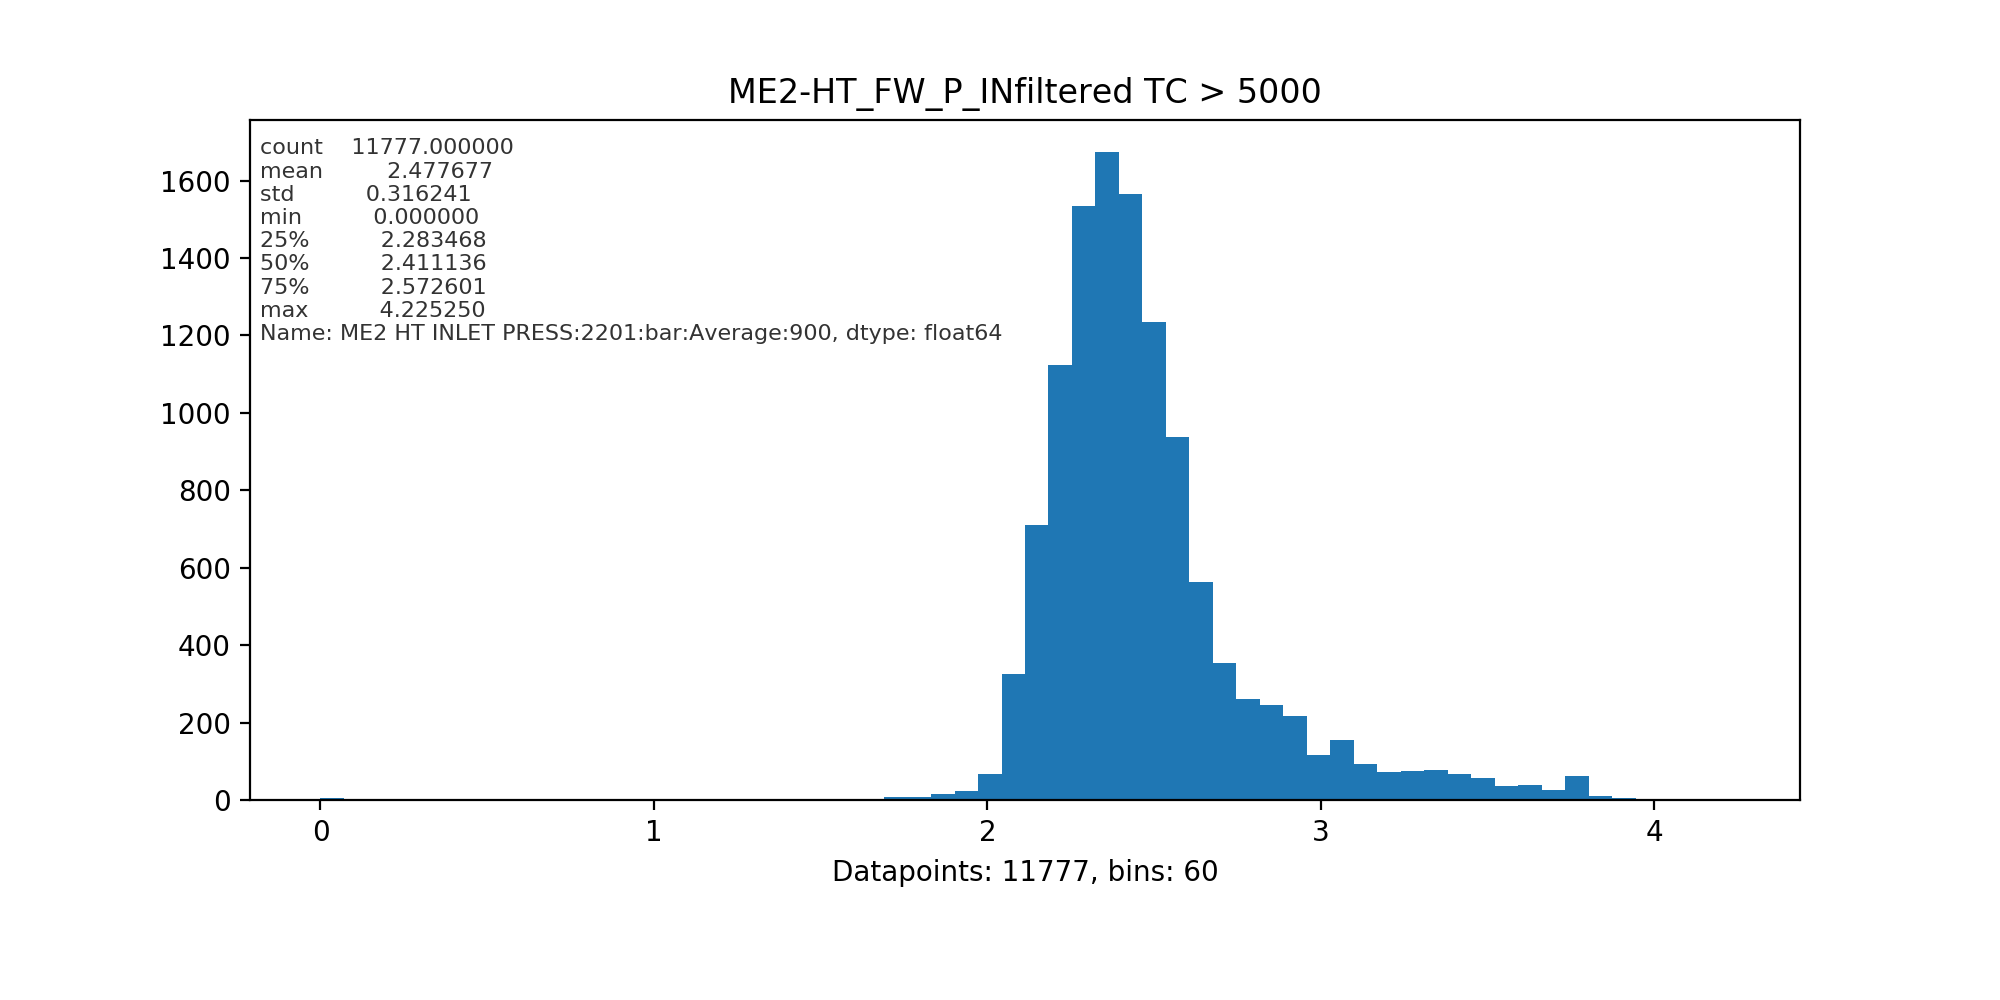 ME2-HT_FW_P_INfiltered TC > 5000
count 11777.000000
mean 2.477677
std 0.316241
min 0.000000
25% 2.283468
50% 2.411136
75% 2.572601
max 4.225250
Name: ME2 HT INLET PRESS:2201:bar:Average:900, dtype: float64
1600
1400
1200
1000
800
600
400
200
0
0 1 2 3 4
Datapoints: 11777, bins: 60